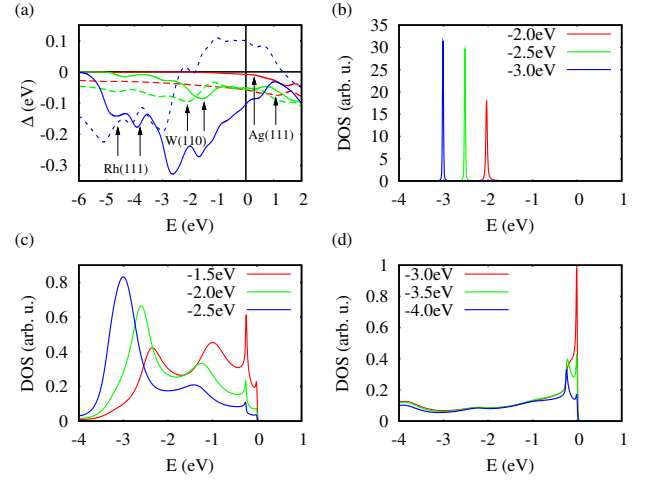 (a)
0.1
0
-0.1
-0.2
-0.3
Δ (eV)
Rh(111)
W(110)
Ag(111)
-6 -5 -4 -3 -2 -1 0 1 2
E (eV)
(b)
35
30
25
20
15
10
5
0
DOS (arb. u.)
-2.0eV
-2.5eV
-3.0eV
-4 -3 -2 -1 0 1
E (eV)
(c)
0.8
0.6
0.4
0.2
0
DOS (arb. u.)
-1.5eV
-2.0eV
-2.5eV
-4 -3 -2 -1 0 1
E (eV)
(d)
1
0.8
0.6
0.4
0.2
0
DOS (arb. u.)
-3.0eV
-3.5eV
-4.0eV
-4 -3 -2 -1 0 1
E (eV)